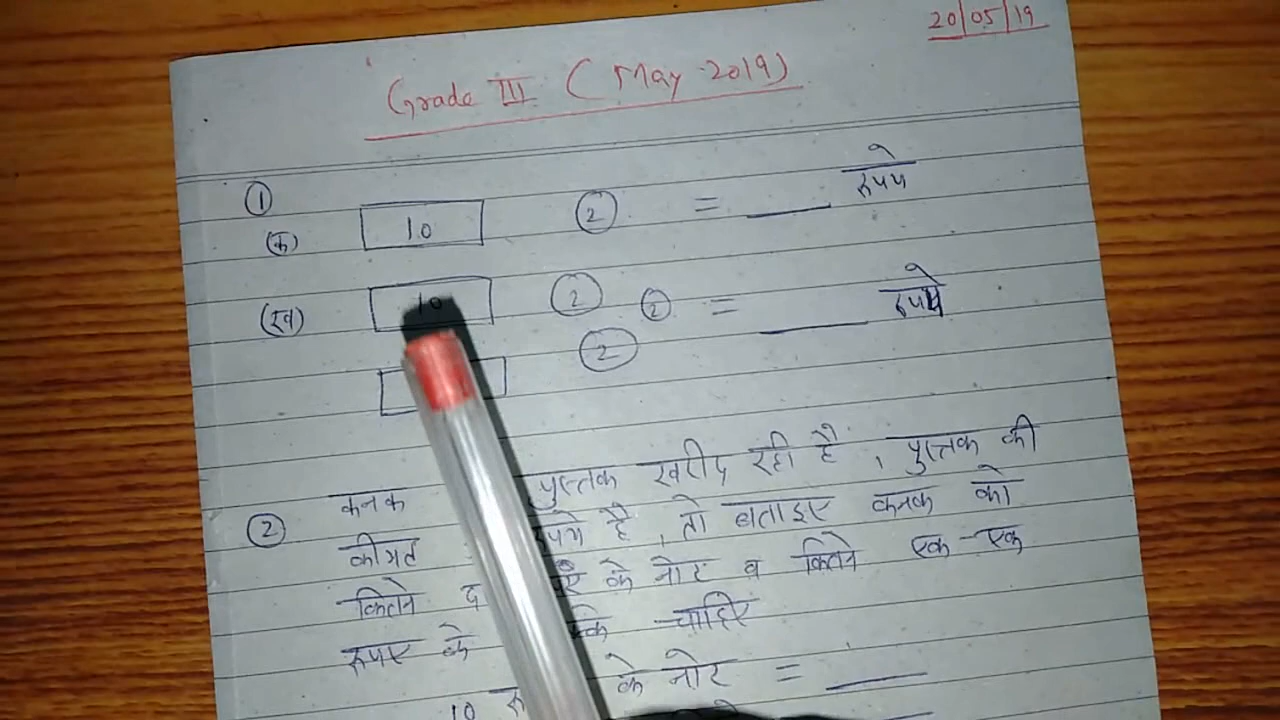 20/05/19
Grade III (May 2019)
①
(क) 10 ② = ____ रुपये
(ख) 10 ② ② = ____ रुपये
②
② कनक पुस्तक खरीद रही है, पुस्तक की
कीमत है, तो बताइए कनक को
कितने के नोट व कितने एक-एक
रुपए के चाहिए
10 के नोट = ____